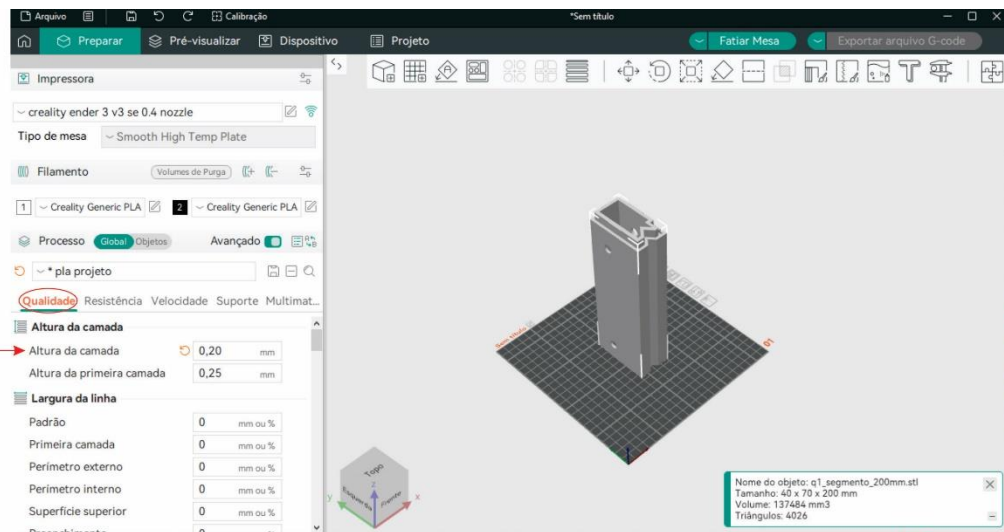 Arquivo Calibração *Sem título
Preparar Pré-visualizar Dispositivo Projeto Fatiar Mesa Exportar arquivo G-code
Impressora
creality ender 3 v3 se 0.4 nozzle
Tipo de mesa Smooth High Temp Plate
Filamento Volumes de Purga
1 Creality Generic PLA 2 Creality Generic PLA
Processo Global Objetos Avançado
* pla projeto
Qualidade Resistência Velocidade Suporte Multimat...
Altura da camada
Altura da camada 0,20 mm
Altura da primeira camada 0,25 mm
Largura da linha
Padrão 0 mm ou %
Primeira camada 0 mm ou %
Perímetro externo 0 mm ou %
Perímetro interno 0 mm ou %
Superfície superior 0 mm ou %
Sem título
01
Topo
Esquerda Frente
z
y x
Nome do objeto: q1_segmento_200mm.stl
Tamanho: 40 x 70 x 200 mm
Volume: 137484 mm3
Triângulos: 4026